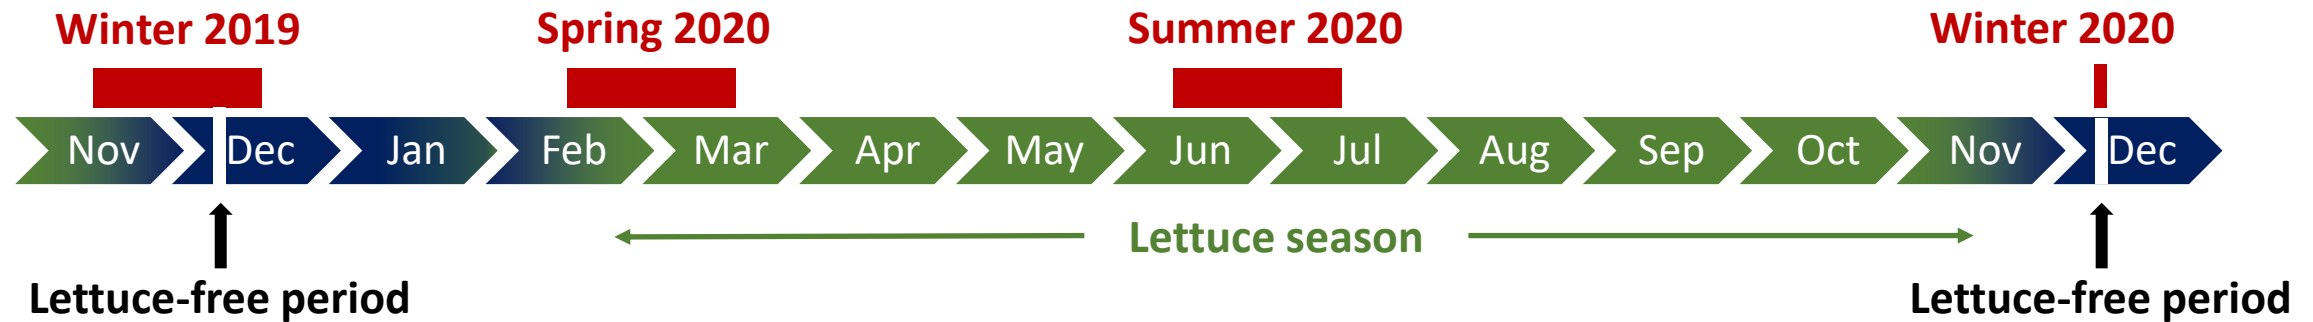 Winter 2019 Spring 2020 Summer 2020 Winter 2020
Nov Dec Jan Feb Mar Apr May Jun Jul Aug Sep Oct Nov Dec
Lettuce season
Lettuce-free period Lettuce-free period